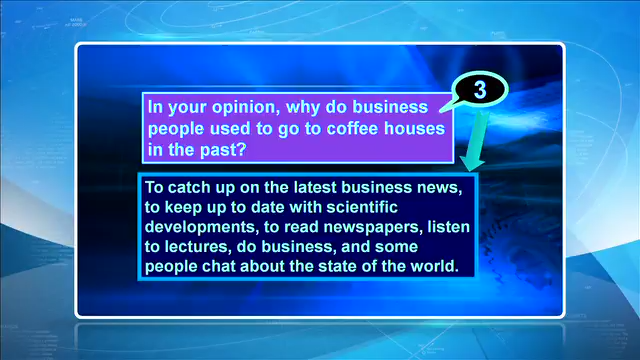 3
In your opinion, why do business
people used to go to coffee houses
in the past?
To catch up on the latest business news,
to keep up to date with scientific
developments, to read newspapers, listen
to lectures, do business, and some
people chat about the state of the world.